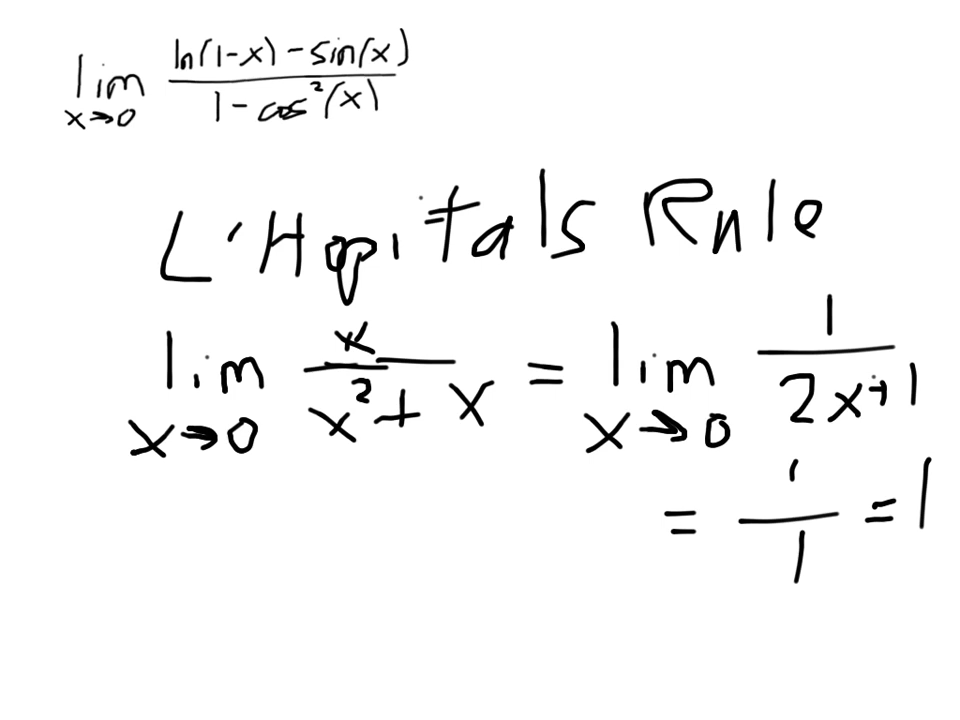 lim x→0 (ln(1-x) - sin(x)) / (1 - cos²(x))
L'Hopitals Rule
lim x→0 x / (x² + x) = lim x→0 1 / (2x+1)
= 1 / 1 = 1